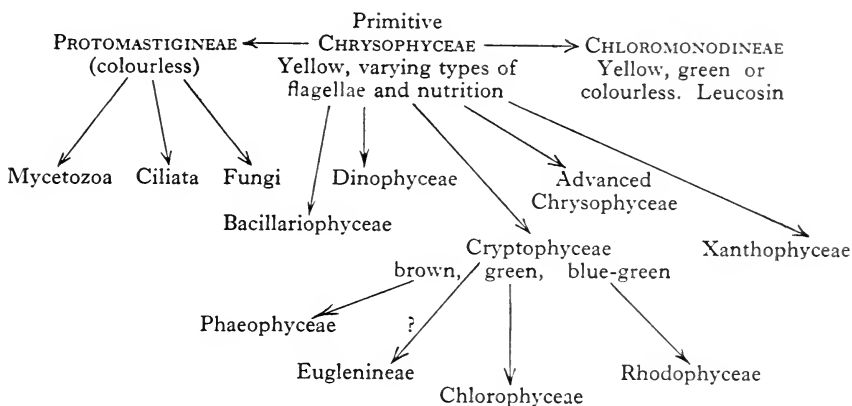 Primitive
PROTOMASTIGINEAE CHRYSOPHYCEAE CHLOROMONODINEAE
(colourless) Yellow, varying types of Yellow, green or
flagellae and nutrition colourless. Leucosin
Mycetozoa Ciliata Fungi Dinophyceae Advanced
Chrysophyceae
Bacillariophyceae
Cryptophyceae Xanthophyceae
brown, green, blue-green
Phaeophyceae ?
Euglenineae Rhodophyceae
Chlorophyceae